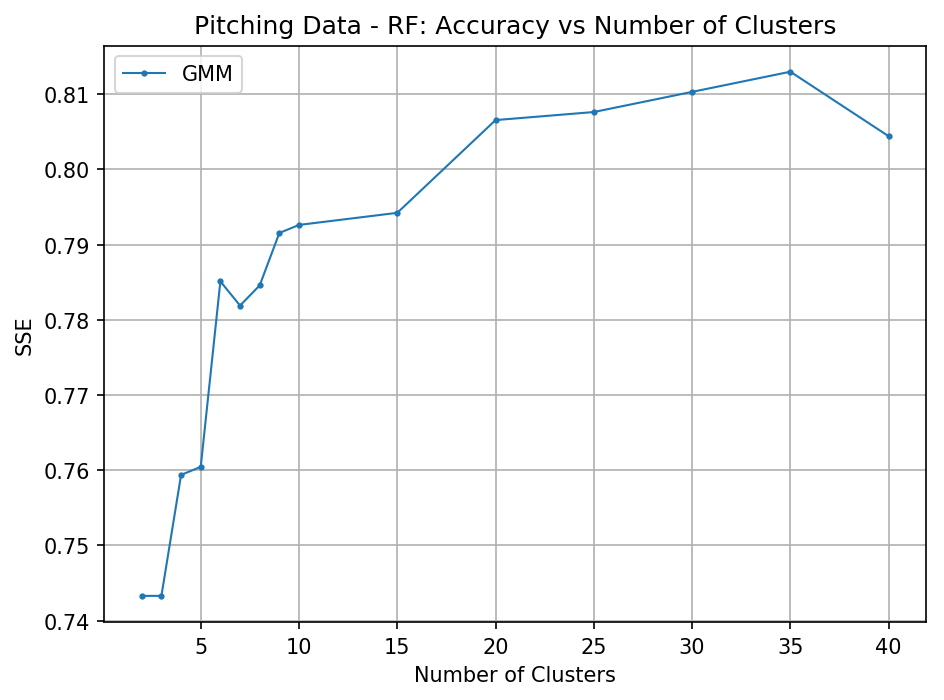 Pitching Data - RF: Accuracy vs Number of Clusters
GMM
0.81
0.80
0.79
0.78
0.77
0.76
0.75
0.74
SSE
5 10 15 20 25 30 35 40
Number of Clusters